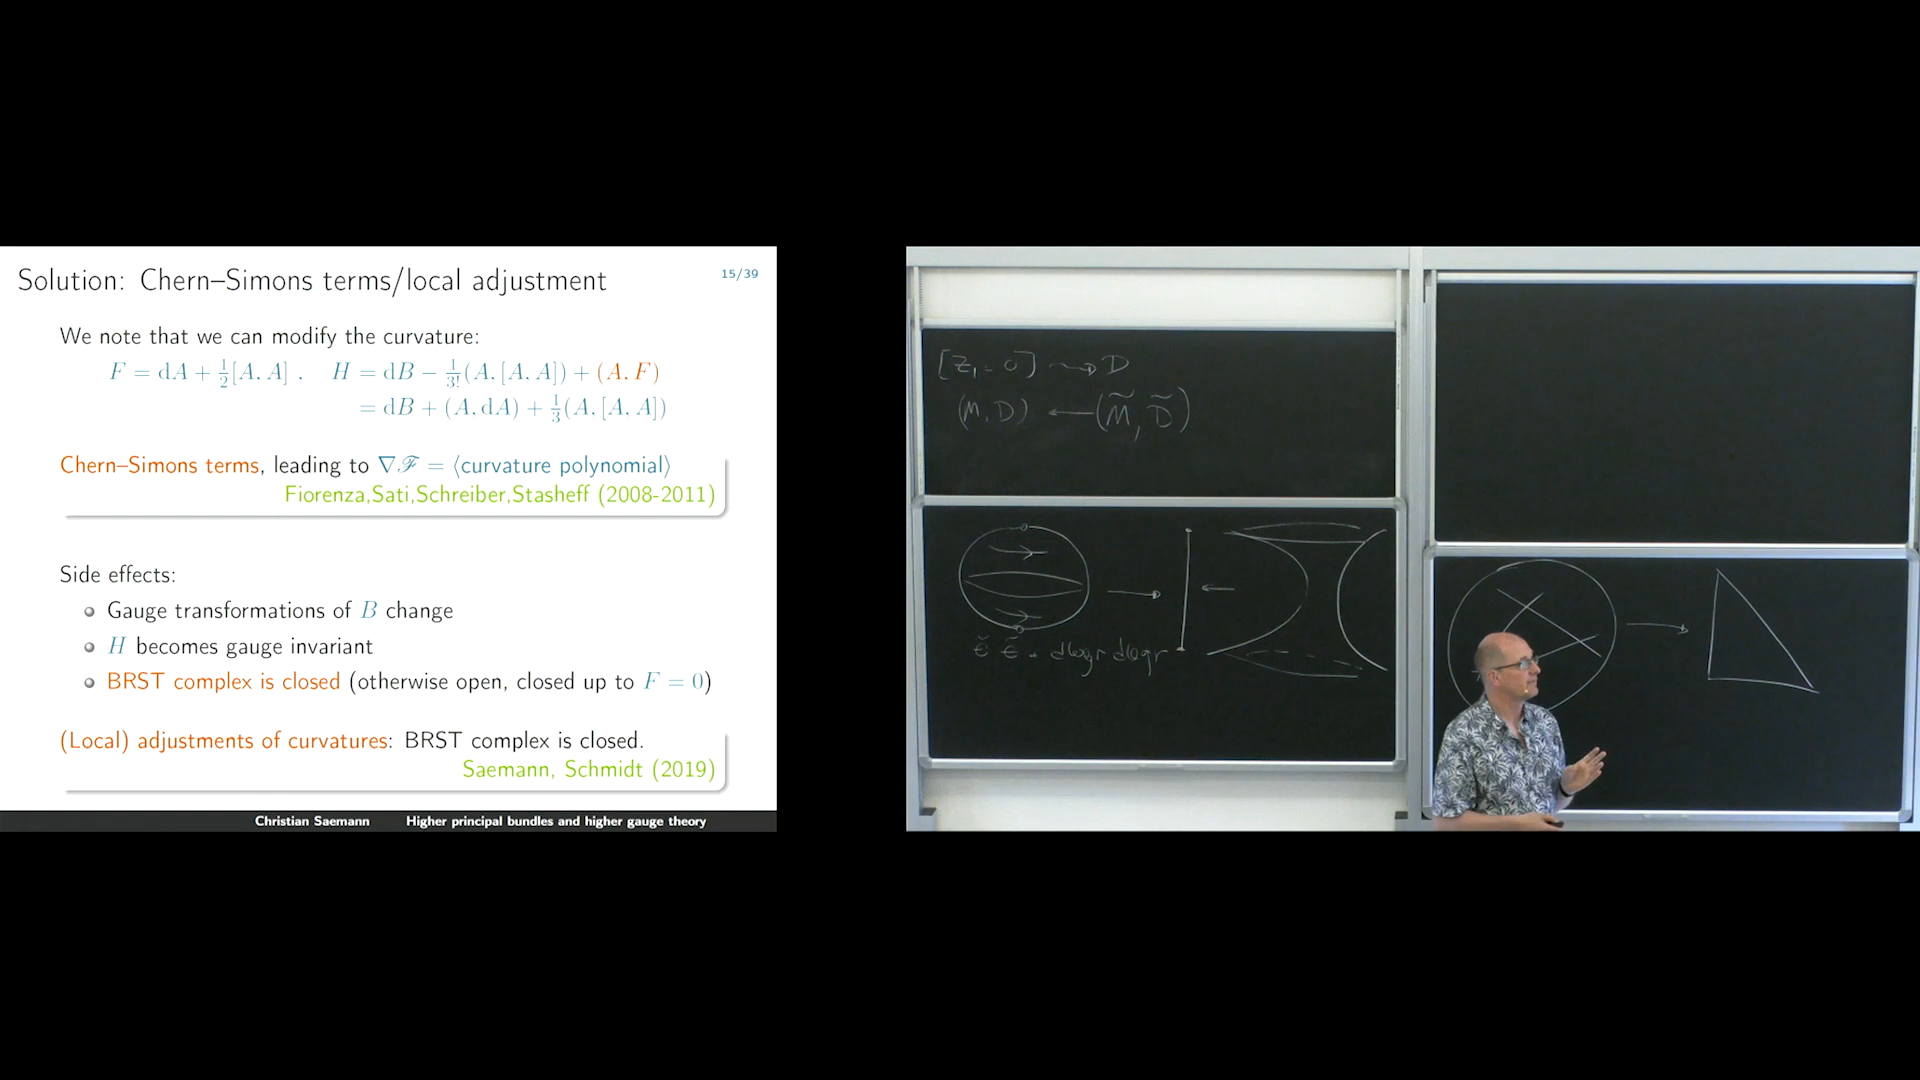 Solution: Chern–Simons terms/local adjustment
15/39
We note that we can modify the curvature:
F = dA + 1/2[A, A] , H = dB − 1/3!(A, [A, A]) + (A, F)
= dB + (A, dA) + 1/3(A, [A, A])
Chern–Simons terms, leading to ∇ℱ = ⟨curvature polynomial⟩
Fiorenza,Sati,Schreiber,Stasheff (2008-2011)
Side effects:
Gauge transformations of B change
H becomes gauge invariant
BRST complex is closed (otherwise open, closed up to F = 0)
(Local) adjustments of curvatures: BRST complex is closed.
Saemann, Schmidt (2019)
Christian Saemann Higher principal bundles and higher gauge theory
[Z₁ = 0] ⇝ D
(M, D) ← (M̃, D̃)
dlogr dlogr